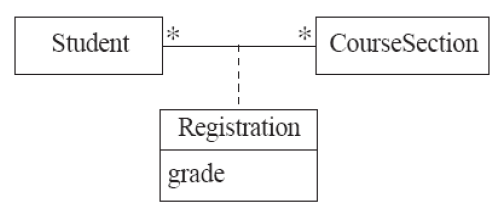 Student * * CourseSection
Registration
grade